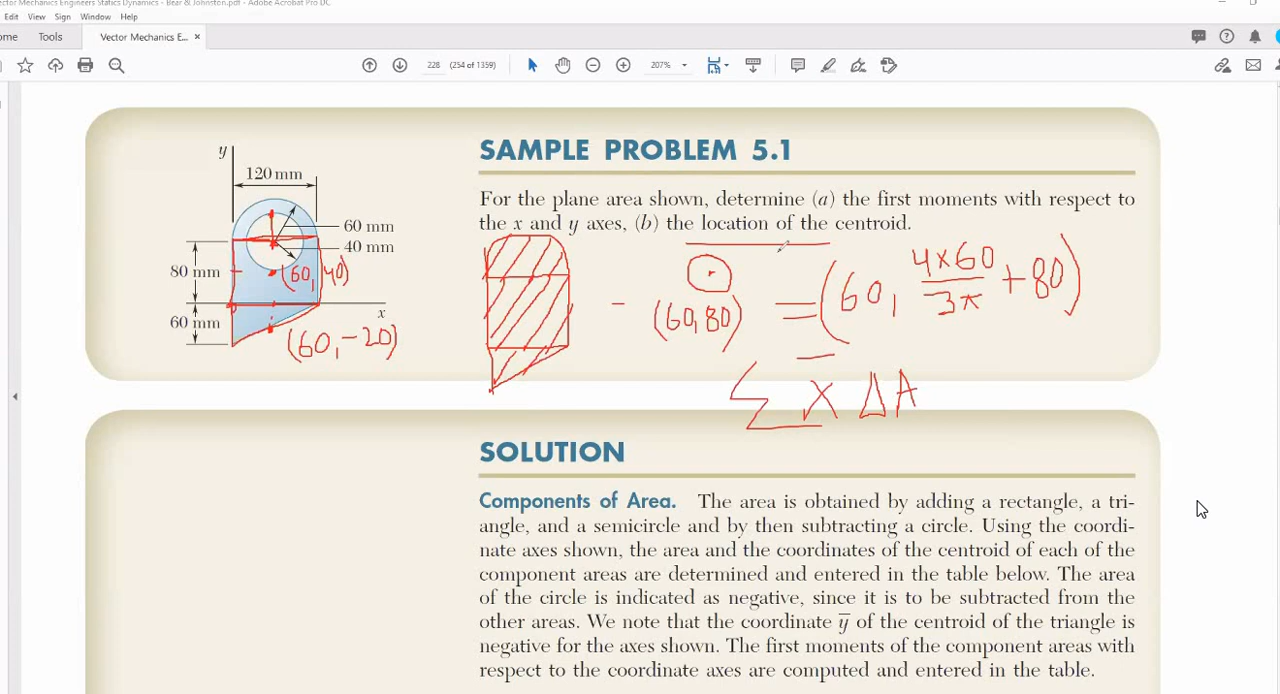 Vector Mechanics Engineers Statics Dynamics - Bear & Johnston.pdf - Adobe Acrobat Pro DC
Edit View Sign Window Help
Tools
Vector Mechanics E... ×
228 (254 of 1359) 207%
SAMPLE PROBLEM 5.1
For the plane area shown, determine (a) the first moments with respect to
the x and y axes, (b) the location of the centroid.
y
120 mm
60 mm
40 mm
80 mm
(60, 40)
x
60 mm
(60, -20)
−
(60, 80)
= (60, 4×60/3π + 80)
Σ X ΔA
SOLUTION
Components of Area. The area is obtained by adding a rectangle, a tri-
angle, and a semicircle and by then subtracting a circle. Using the coordi-
nate axes shown, the area and the coordinates of the centroid of each of the
component areas are determined and entered in the table below. The area
of the circle is indicated as negative, since it is to be subtracted from the
other areas. We note that the coordinate y̅ of the centroid of the triangle is
negative for the axes shown. The first moments of the component areas with
respect to the coordinate axes are computed and entered in the table.